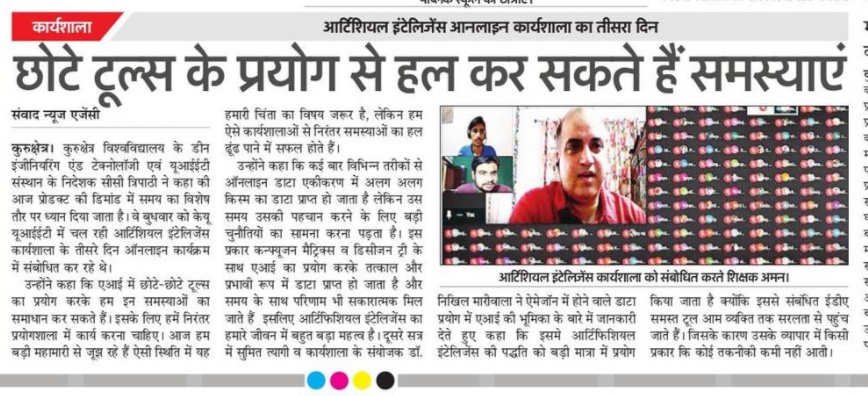 कार्यशाला
आर्टिशियल इंटेलिजेंस आनलाइन कार्यशाला का तीसरा दिन
छोटे टूल्स के प्रयोग से हल कर सकते हैं समस्याएं
संवाद न्यूज एजेंसी
कुरुक्षेत्र। कुरुक्षेत्र विश्वविद्यालय के डीन
इंजीनियरिंग एंड टेक्नोलॉजी एवं यूआईईटी
संस्थान के निदेशक सीसी त्रिपाठी ने कहा की
आज प्रोडक्ट की डिमांड में समय का विशेष
तौर पर ध्यान दिया जाता है। वे बुधवार को केयू
यूआईईटी में चल रही आर्टिशियल इंटेलिजेंस
कार्यशाला के तीसरे दिन ऑनलाइन कार्यक्रम
में संबोधित कर रहे थे।
उन्होंने कहा कि एआई में छोटे-छोटे टूल्स
का प्रयोग करके हम इन समस्याओं का
समाधान कर सकते हैं। इसके लिए हमें निरंतर
प्रयोगशाला में कार्य करना चाहिए। आज हम
बड़ी महामारी से जूझ रहे हैं ऐसी स्थिति में यह
हमारी चिंता का विषय जरूर है, लेकिन हम
ऐसे कार्यशालाओं से निरंतर समस्याओं का हल
ढूंढ पाने में सफल होते हैं।
उन्होंने कहा कि कई बार विभिन्न तरीकों से
ऑनलाइन डाटा एकीकरण में अलग अलग
किस्म का डाटा प्राप्त हो जाता है लेकिन उस
समय उसकी पहचान करने के लिए बड़ी
चुनौतियों का सामना करना पड़ता है। इस
प्रकार कन्फ्यूजन मैट्रिक्स व डिसीजन ट्री के
साथ एआई का प्रयोग करके तत्काल और
प्रभावी रूप में डाटा प्राप्त हो जाता है और
समय के साथ परिणाम भी सकारात्मक मिल
जाते हैं इसलिए आर्टिफिशियल इंटेलिजेंस का
हमारे जीवन में बहुत बड़ा महत्व है। दूसरे सत्र
में सुमित त्यागी व कार्यशाला के संयोजक डॉ.
आर्टिशियल इंटेलिजेंस कार्यशाला को संबोधित करते शिक्षक अमन।
निखिल मारीवाला ने ऐमेजॉन में होने वाले डाटा
प्रयोग में एआई की भूमिका के बारे में जानकारी
देते हुए कहा कि इसमे आर्टिफिशियल
इंटेलिजेंस की पद्धति को बड़ी मात्रा में प्रयोग
किया जाता है क्योंकि इससे संबंधित ईडीए
समस्त टूल आम व्यक्ति तक सरलता से पहुंच
जाते हैं। जिसके कारण उसके व्यापार में किसी
प्रकार कि कोई तकनीकी कमी नहीं आती।